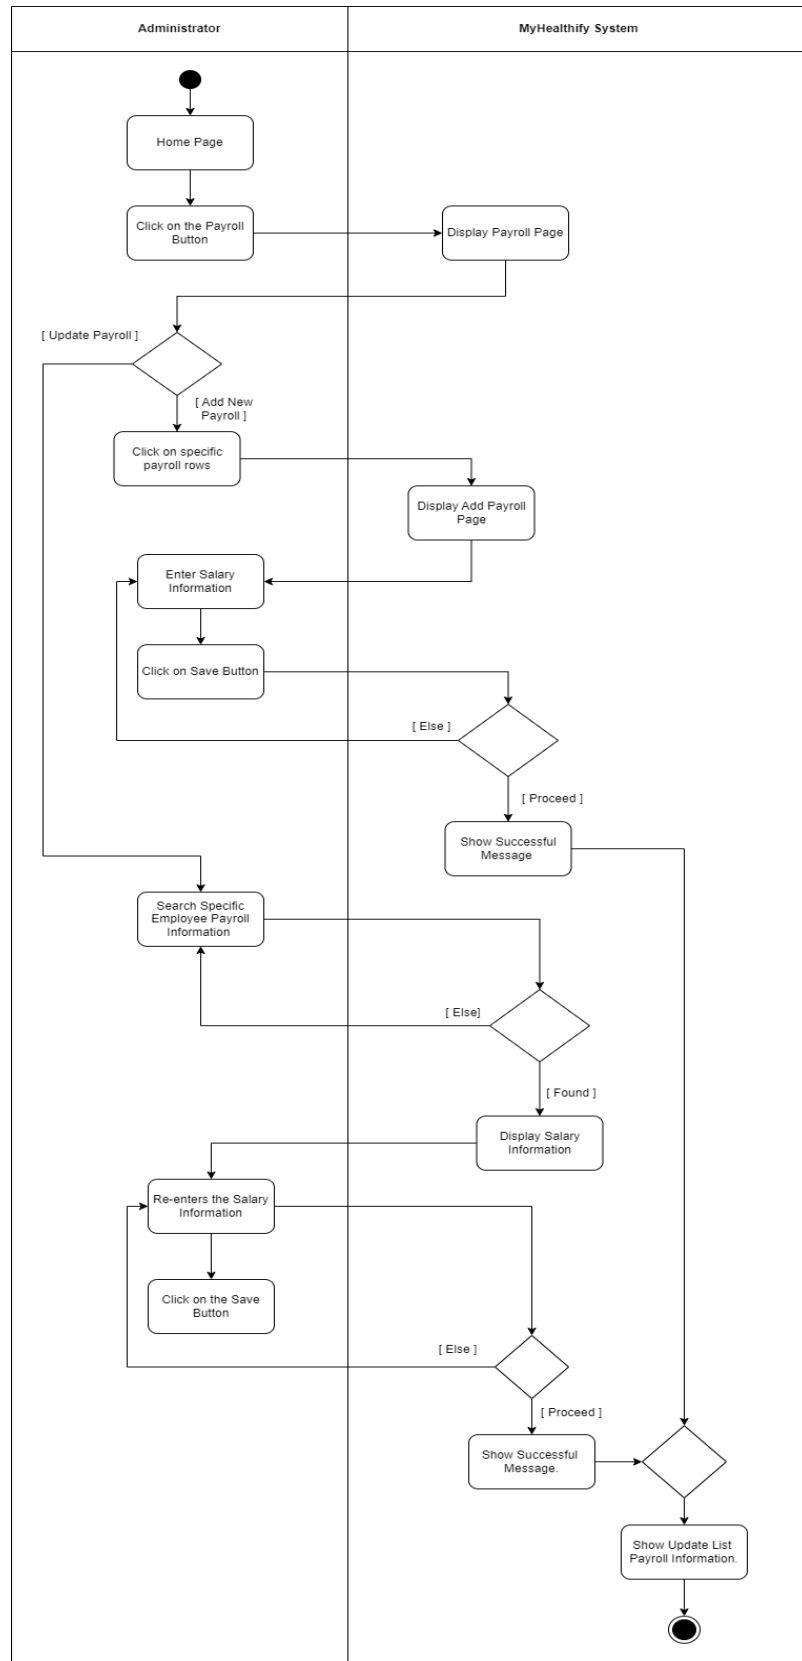 Administrator
MyHealthify System
Home Page
Click on the Payroll
Button
Display Payroll Page
[ Update Payroll ]
[ Add New
Payroll ]
Click on specific
payroll rows
Display Add Payroll
Page
Enter Salary
Information
Click on Save Button
[ Else ]
[ Proceed ]
Show Successful
Message
Search Specific
Employee Payroll
Information
[ Else]
[ Found ]
Display Salary
Information
Re-enters the Salary
Information
Click on the Save
Button
[ Else ]
[ Proceed ]
Show Successful
Message.
Show Update List
Payroll Information.